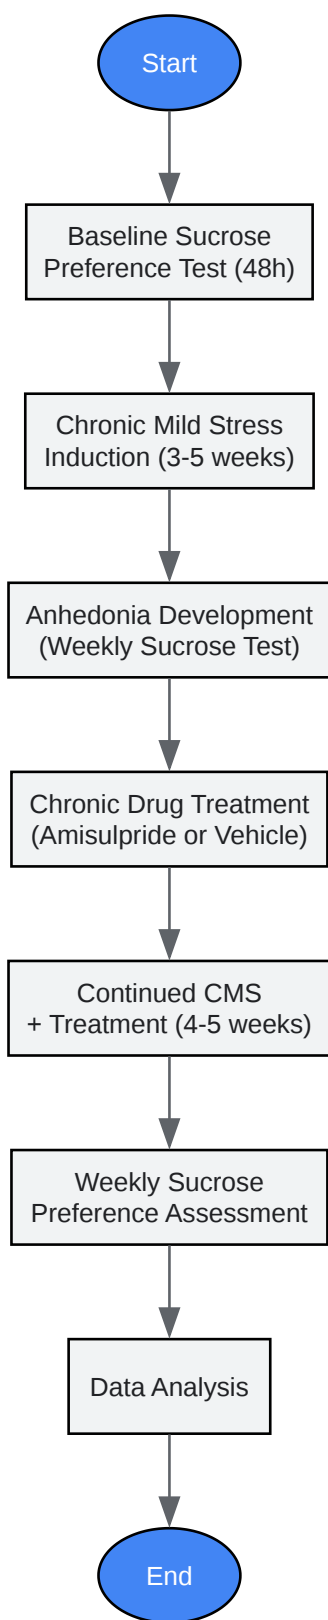 Start
Baseline Sucrose
Preference Test (48h)
Chronic Mild Stress
Induction (3-5 weeks)
Anhedonia Development
(Weekly Sucrose Test)
Chronic Drug Treatment
(Amisulpride or Vehicle)
Continued CMS
+ Treatment (4-5 weeks)
Weekly Sucrose
Preference Assessment
Data Analysis
End